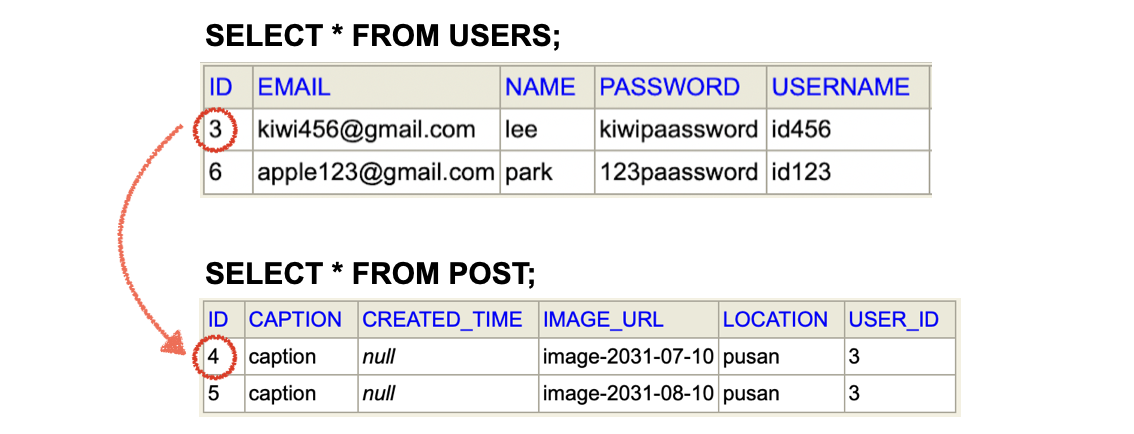 SELECT * FROM USERS;
ID EMAIL NAME PASSWORD USERNAME
3 kiwi456@gmail.com lee kiwipaassword id456
6 apple123@gmail.com park 123paassword id123
SELECT * FROM POST;
ID CAPTION CREATED_TIME IMAGE_URL LOCATION USER_ID
4 caption null image-2031-07-10 pusan 3
5 caption null image-2031-08-10 pusan 3